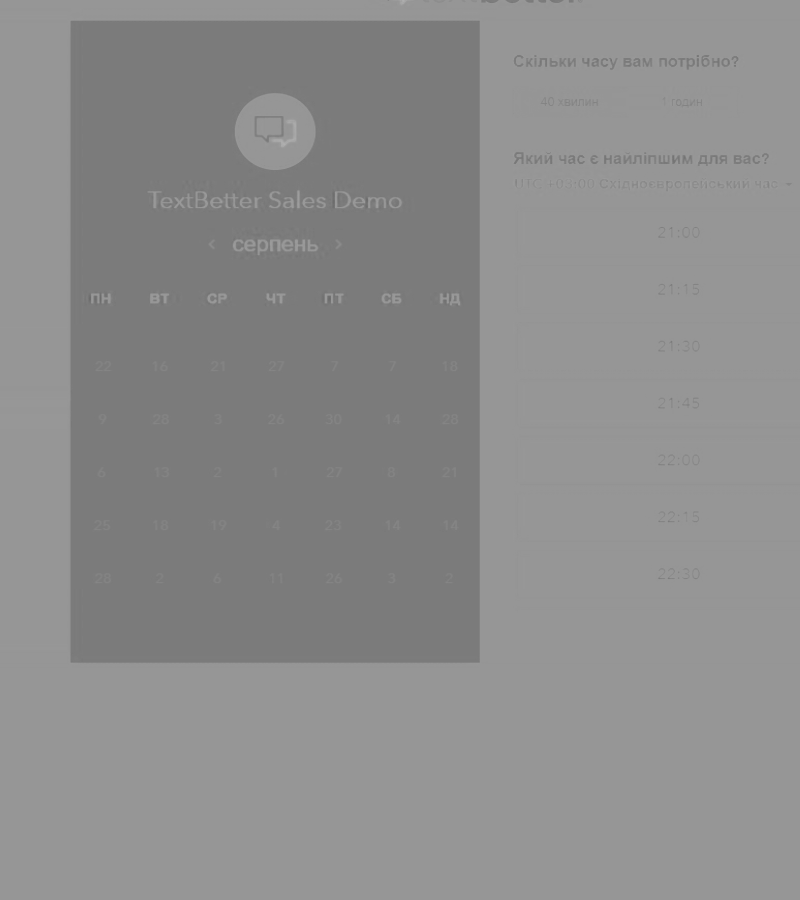 TextBetter Sales Demo
‹ серпень ›
ПН ВТ СР ЧТ ПТ СБ НД
22 16 21 27 7 7 18
9 28 3 26 30 14 28
6 13 2 1 27 8 21
25 18 19 4 23 14 14
28 2 6 11 26 3 2
Скільки часу вам потрібно?
40 хвилин 1 годин
Який час є найліпшим для вас?
Східноєвропейський час
21:00
21:15
21:30
21:45
22:00
22:15
22:30